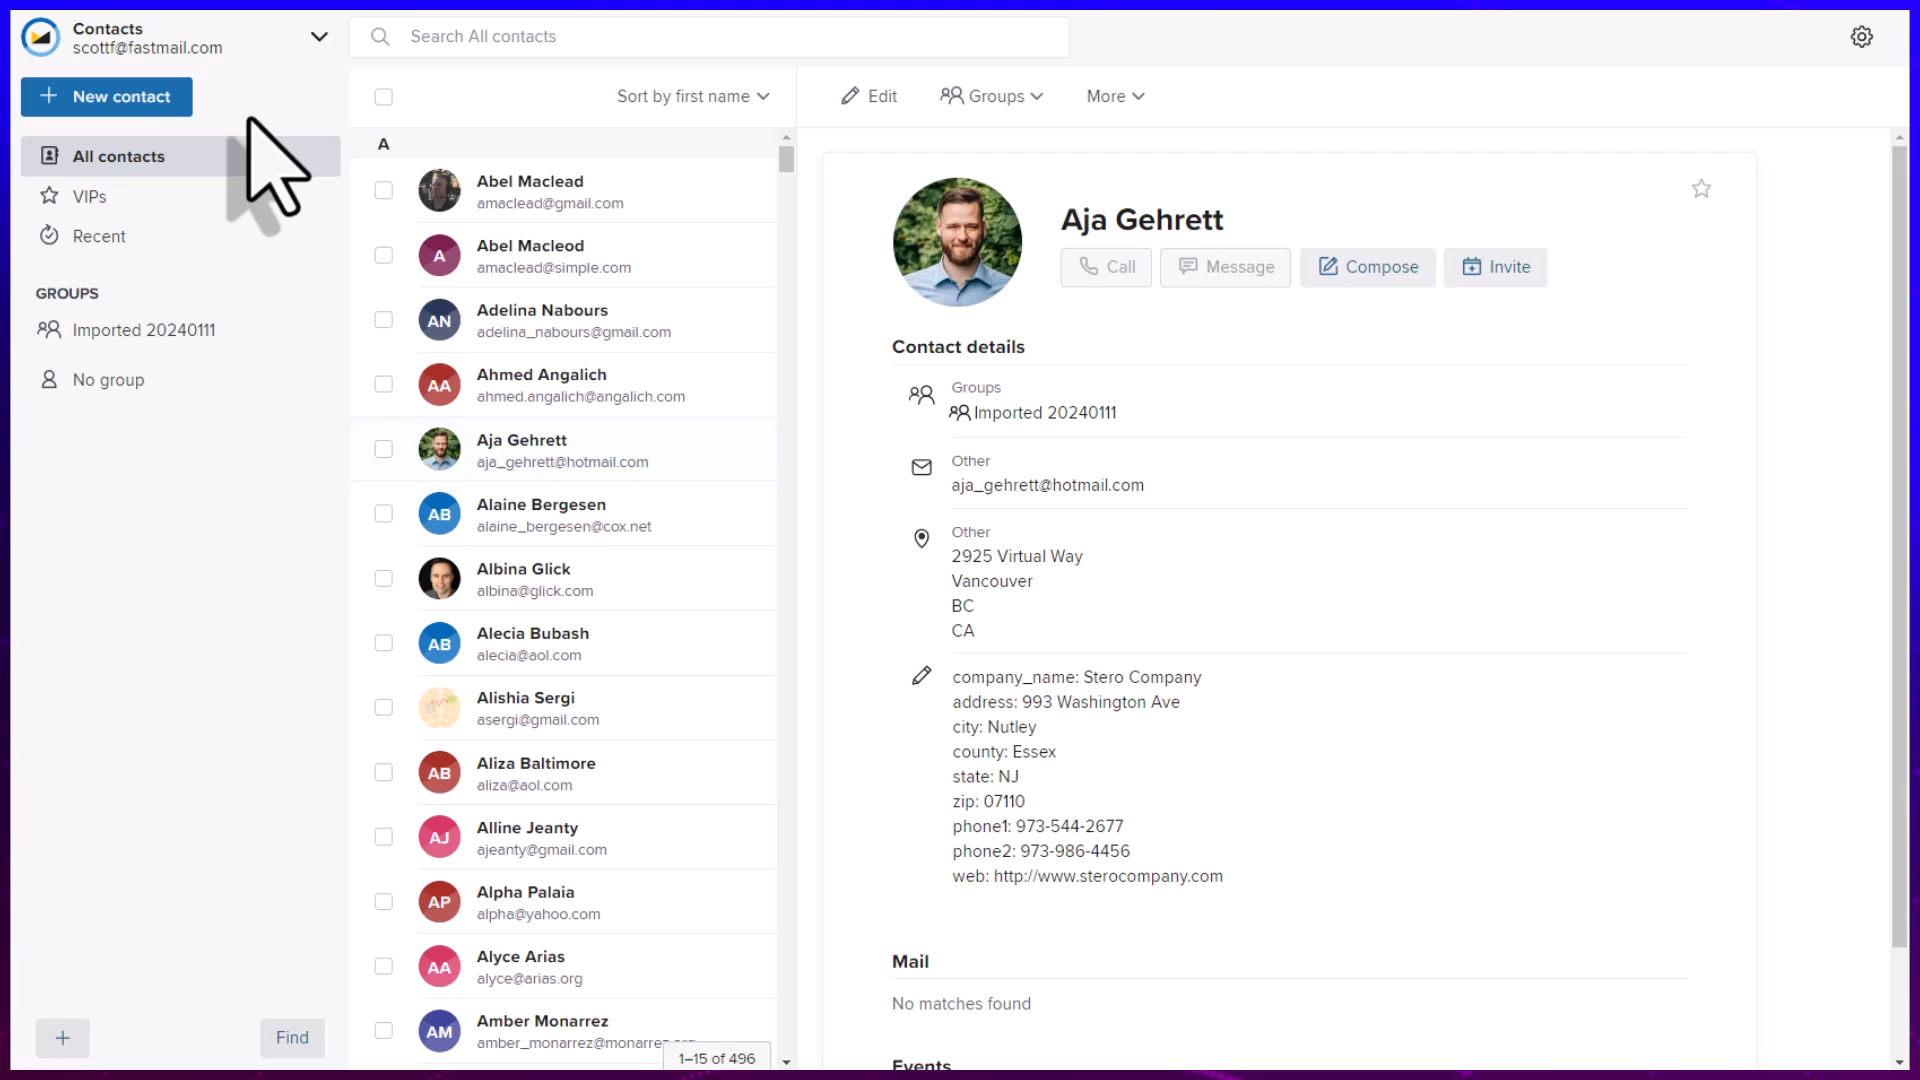 Contacts
scottf@fastmail.com
Search All contacts
New contact
All contacts
VIPs
Recent
GROUPS
Imported 20240111
No group
+
Find
Sort by first name
A
Abel Maclead
amaclead@gmail.com
A
Abel Macleod
amaclead@simple.com
AN
Adelina Nabours
adelina_nabours@gmail.com
AA
Ahmed Angalich
ahmed.angalich@angalich.com
Aja Gehrett
aja_gehrett@hotmail.com
AB
Alaine Bergesen
alaine_bergesen@cox.net
Albina Glick
albina@glick.com
AB
Alecia Bubash
alecia@aol.com
Alishia Sergi
asergi@gmail.com
AB
Aliza Baltimore
aliza@aol.com
AJ
Alline Jeanty
ajeanty@gmail.com
AP
Alpha Palaia
alpha@yahoo.com
AA
Alyce Arias
alyce@arias.org
AM
Amber Monarrez
1–15 of 496
Edit Groups More
Aja Gehrett
Call Message Compose Invite
Contact details
Groups
Imported 20240111
Other
aja_gehrett@hotmail.com
Other
2925 Virtual Way
Vancouver
BC
CA
company_name: Stero Company
address: 993 Washington Ave
city: Nutley
county: Essex
state: NJ
zip: 07110
phone1: 973-544-2677
phone2: 973-986-4456
web: http://www.sterocompany.com
Mail
No matches found
Events